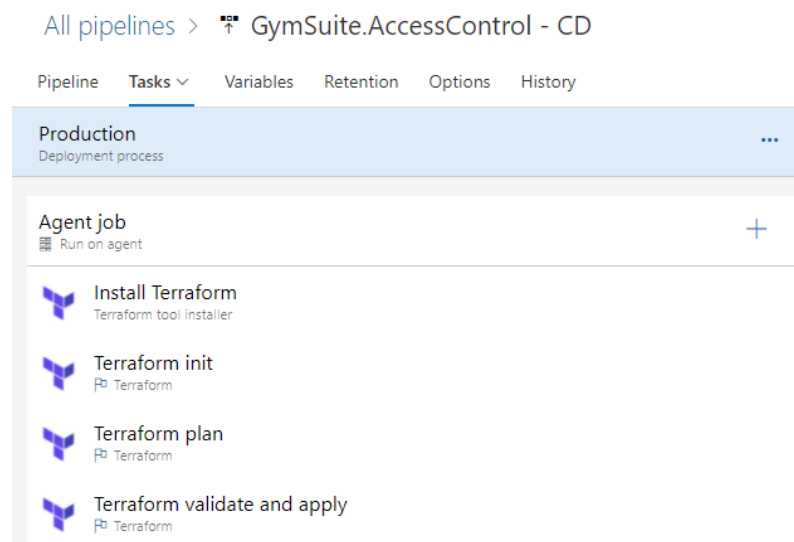 All pipelines > GymSuite.AccessControl - CD
Pipeline Tasks Variables Retention Options History
Production
Deployment process
Agent job
Run on agent
Install Terraform
Terraform tool installer
Terraform init
Terraform
Terraform plan
Terraform
Terraform validate and apply
Terraform